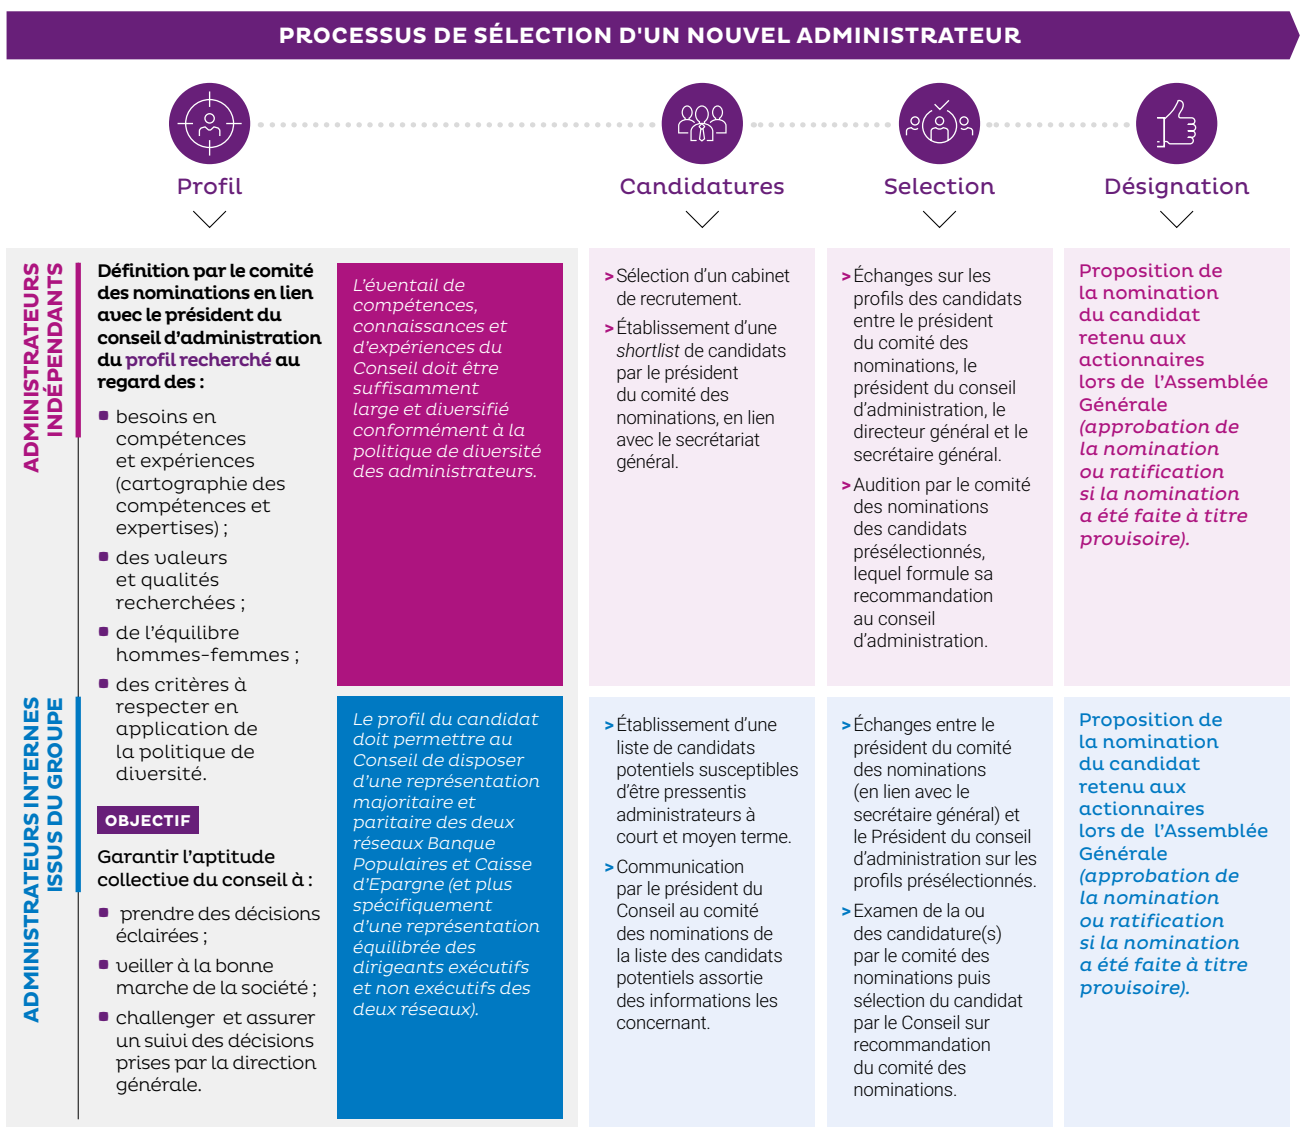 PROCESSUS DE SÉLECTION D'UN NOUVEL ADMINISTRATEUR
Profil
Candidatures
Selection
Désignation
ADMINISTRATEURS
INDÉPENDANTS
Définition par le comité
des nominations en lien
avec le président du
conseil d’administration
du profil recherché au
regard des :
besoins en
compétences
et expériences
(cartographie des
compétences et
expertises) ;
des valeurs
et qualités
recherchées ;
de l’équilibre
hommes-femmes ;
des critères à
respecter en
application de
la politique de
diversité.
OBJECTIF
Garantir l’aptitude
collective du conseil à :
prendre des décisions
éclairées ;
veiller à la bonne
marche de la société ;
challenger et assurer
un suivi des décisions
prises par la direction
générale.
L’éventail de
compétences,
connaissances et
d’expériences du
Conseil doit être
suffisamment
large et diversifié
conformément à la
politique de diversité
des administrateurs.
> Sélection d’un cabinet
de recrutement.
> Établissement d’une
shortlist de candidats
par le président
du comité des
nominations, en lien
avec le secrétariat
général.
> Échanges sur les
profils des candidats
entre le président
du comité des
nominations, le
président du conseil
d’administration, le
directeur général et le
secrétaire général.
> Audition par le comité
des nominations
des candidats
présélectionnés,
lequel formule sa
recommandation
au conseil
d’administration.
Proposition de
la nomination
du candidat
retenu aux
actionnaires
lors de l’Assemblée
Générale
(approbation de
la nomination
ou ratification
si la nomination
a été faite à titre
provisoire).
ADMINISTRATEURS INTERNES
ISSUS DU GROUPE
Le profil du candidat
doit permettre au
Conseil de disposer
d’une représentation
majoritaire et
paritaire des deux
réseaux Banque
Populaires et Caisse
d’Epargne (et plus
spécifiquement
d’une représentation
équilibrée des
dirigeants exécutifs
et non exécutifs des
deux réseaux).
> Établissement d’une
liste de candidats
potentiels susceptibles
d’être pressentis
administrateurs à
court et moyen terme.
> Communication
par le président du
Conseil au comité
des nominations de
la liste des candidats
potentiels assortie
des informations les
concernant.
> Échanges entre le
président du comité
des nominations
(en lien avec le
secrétaire général) et
le Président du conseil
d’administration sur les
profils présélectionnés.
> Examen de la ou
des candidature(s)
par le comité des
nominations puis
sélection du candidat
par le Conseil sur
recommandation
du comité des
nominations.
Proposition de
la nomination
du candidat
retenu aux
actionnaires
lors de l’Assemblée
Générale
(approbation de
la nomination
ou ratification
si la nomination
a été faite à titre
provisoire).